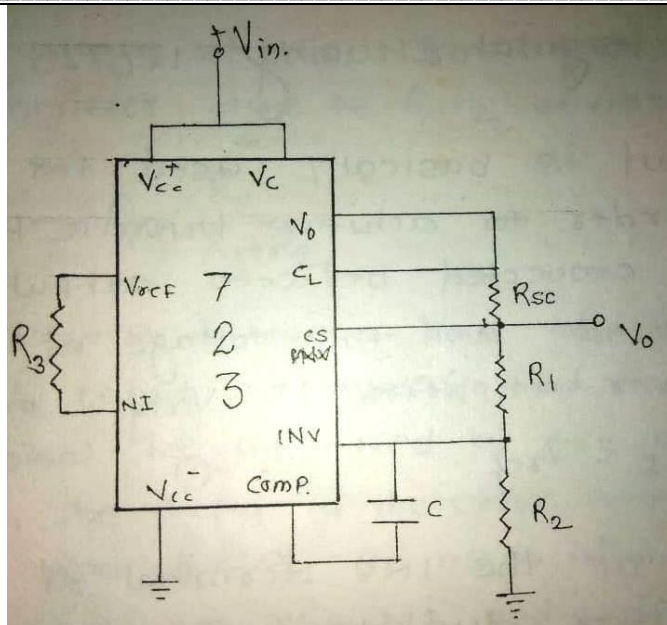 + Vin.
Vcc+ Vc
Vo
CL
Vref 7
Rsc
R3 2 CS Vo
R1
NI 3
INV
Vcc- Comp.
C
R2